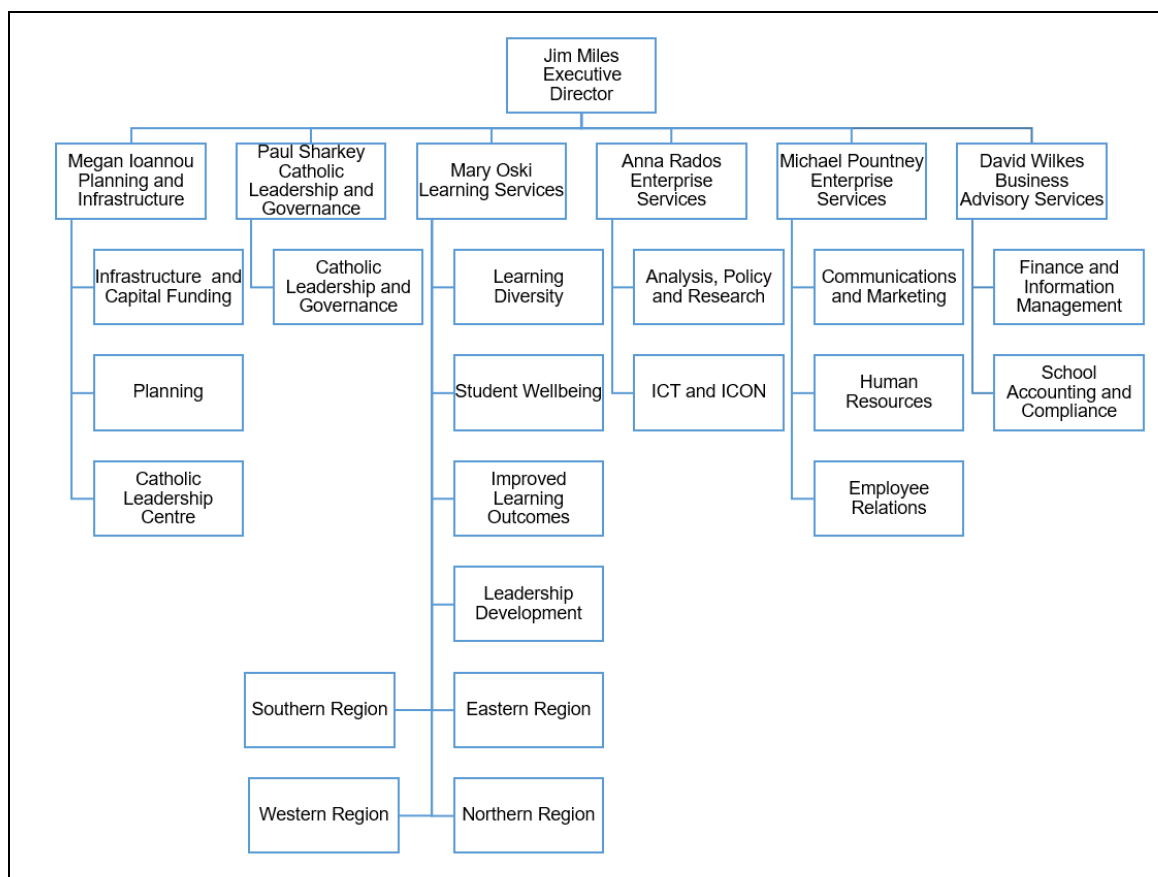 Jim Miles
Executive
Director
Megan Ioannou
Planning and
Infrastructure
Paul Sharkey
Catholic
Leadership and
Governance
Mary Oski
Learning Services
Anna Rados
Enterprise
Services
Michael Pountney
Enterprise
Services
David Wilkes
Business
Advisory Services
Infrastructure and
Capital Funding
Catholic
Leadership and
Governance
Learning
Diversity
Analysis, Policy
and Research
Communications
and Marketing
Finance and
Information
Management
Planning
Student Wellbeing
ICT and ICON
Human
Resources
School
Accounting and
Compliance
Catholic
Leadership
Centre
Improved
Learning
Outcomes
Employee
Relations
Leadership
Development
Southern Region
Eastern Region
Western Region
Northern Region